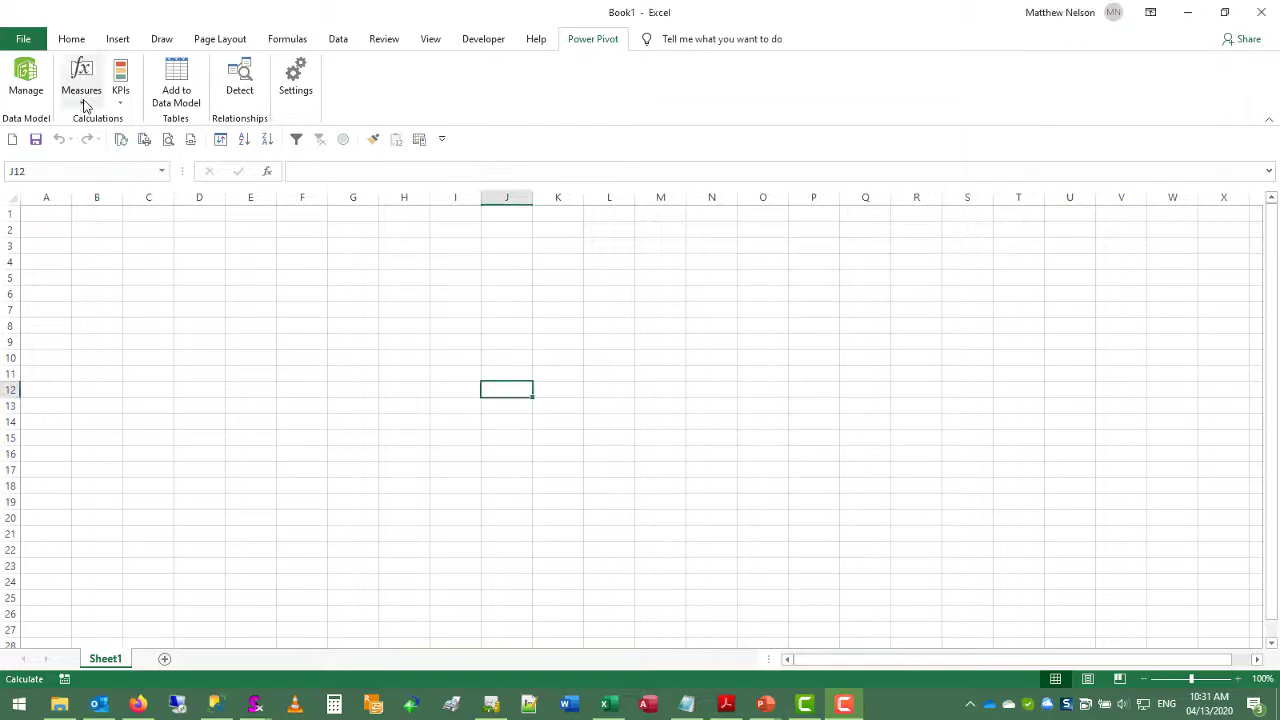 Book1 - Excel
Matthew Nelson MN
File Home Insert Draw Page Layout Formulas Data Review View Developer Help Power Pivot Tell me what you want to do Share
Manage Measures KPIs Add to Data Model Detect Settings
Data Model Calculations Tables Relationships
J12 fx
A B C D E F G H I J K L M N O P Q R S T U V W X
1
2
3
4
5
6
7
8
9
10
11
12
13
14
15
16
17
18
19
20
21
22
23
24
25
26
27
28
Sheet1
Calculate 100%
ENG 10:31 AM
04/13/2020